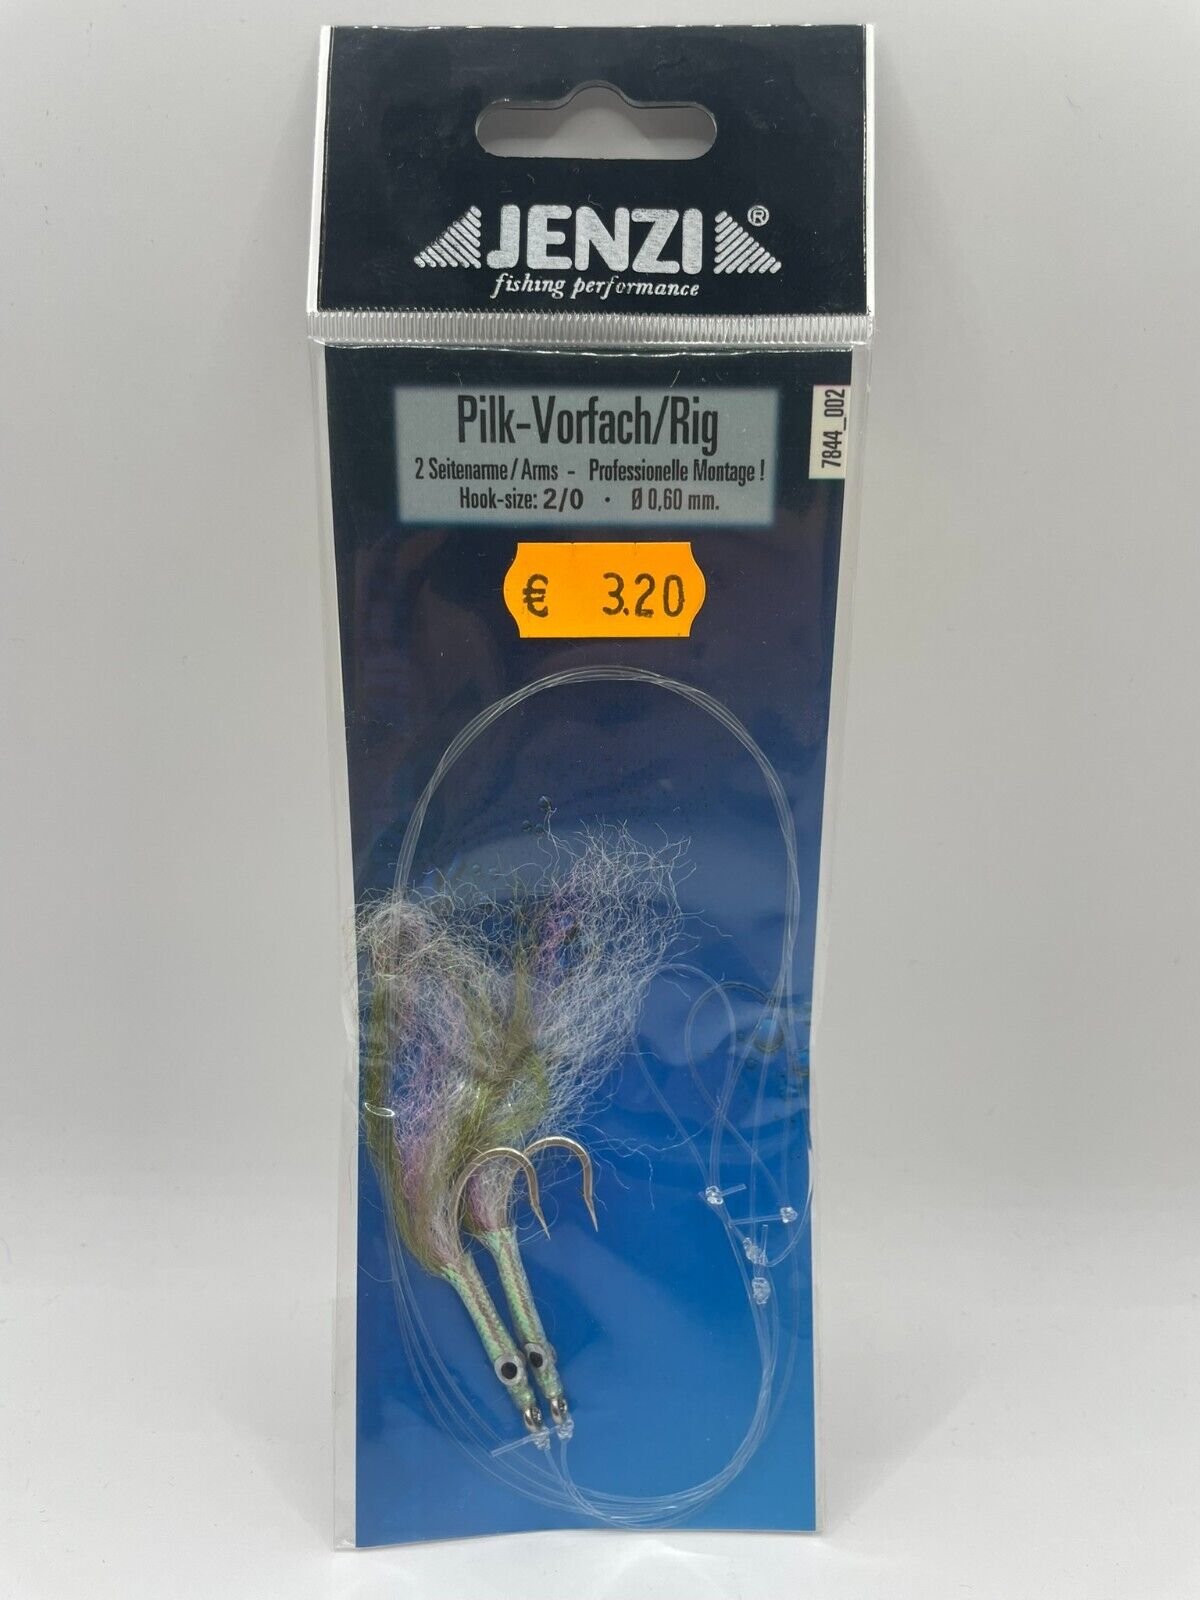 JENZI ®
fishing performance
Pilk-Vorfach/Rig
2 Seitenarme/Arms - Professionelle Montage!
Hook-size: 2/0 · Ø 0,60 mm.
7844_002
€ 3.20